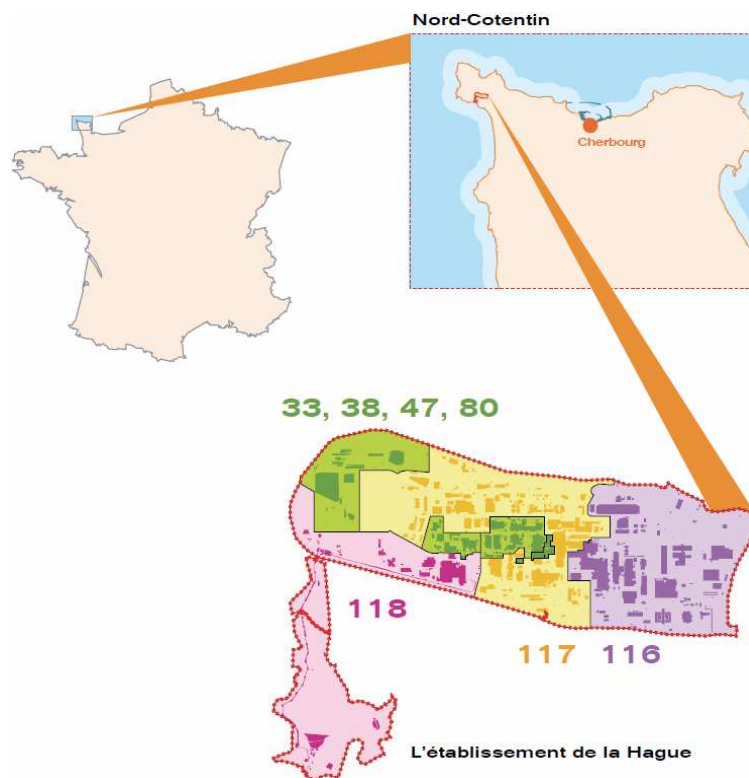 Nord-Cotentin
Cherbourg
33, 38, 47, 80
118
117 116
L'établissement de la Hague